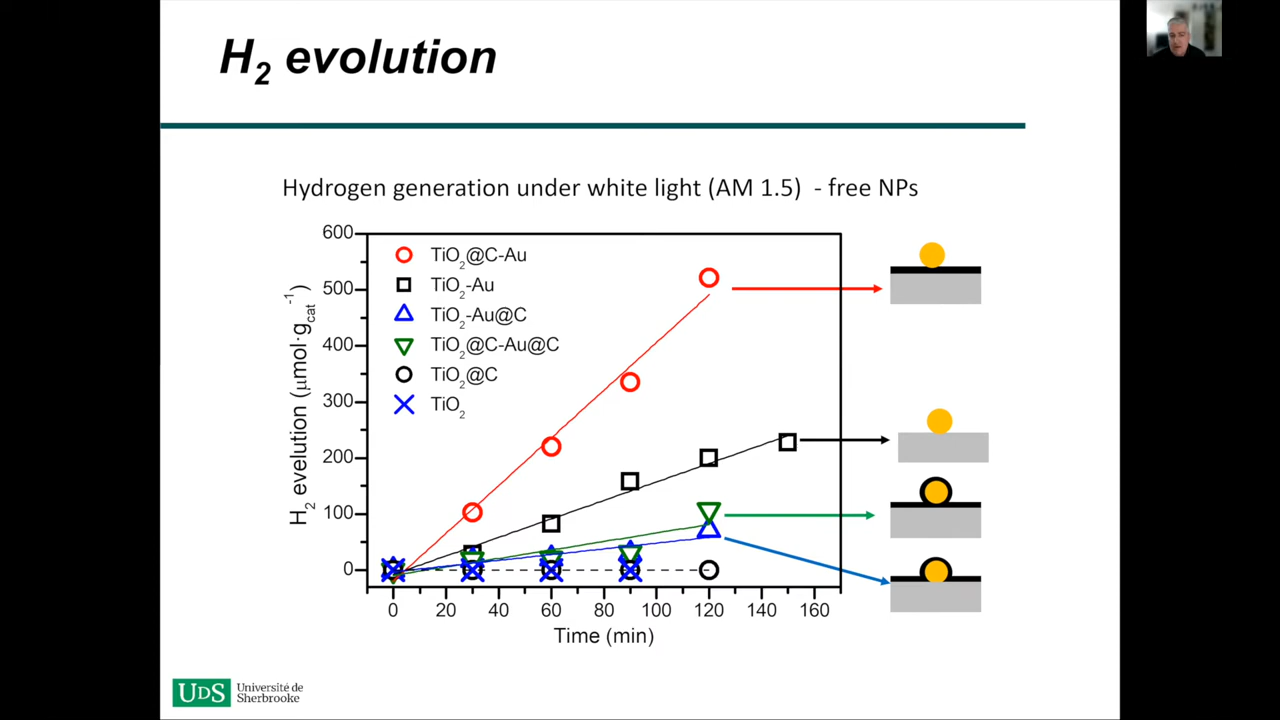 H2 evolution
Hydrogen generation under white light (AM 1.5) - free NPs
600
500
400
300
200
100
0
H2 evelution (μmol·gcat-1)
TiO2@C-Au
TiO2-Au
TiO2-Au@C
TiO2@C-Au@C
TiO2@C
TiO2
0 20 40 60 80 100 120 140 160
Time (min)
UDS Université de
Sherbrooke